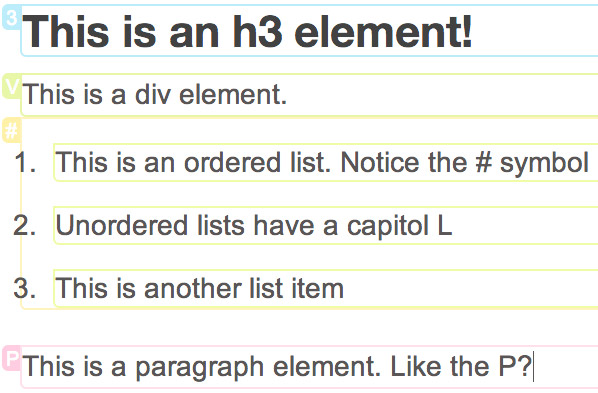 3 This is an h3 element!
V This is a div element.
#
1. This is an ordered list. Notice the # symbol
2. Unordered lists have a capitol L
3. This is another list item
P This is a paragraph element. Like the P?